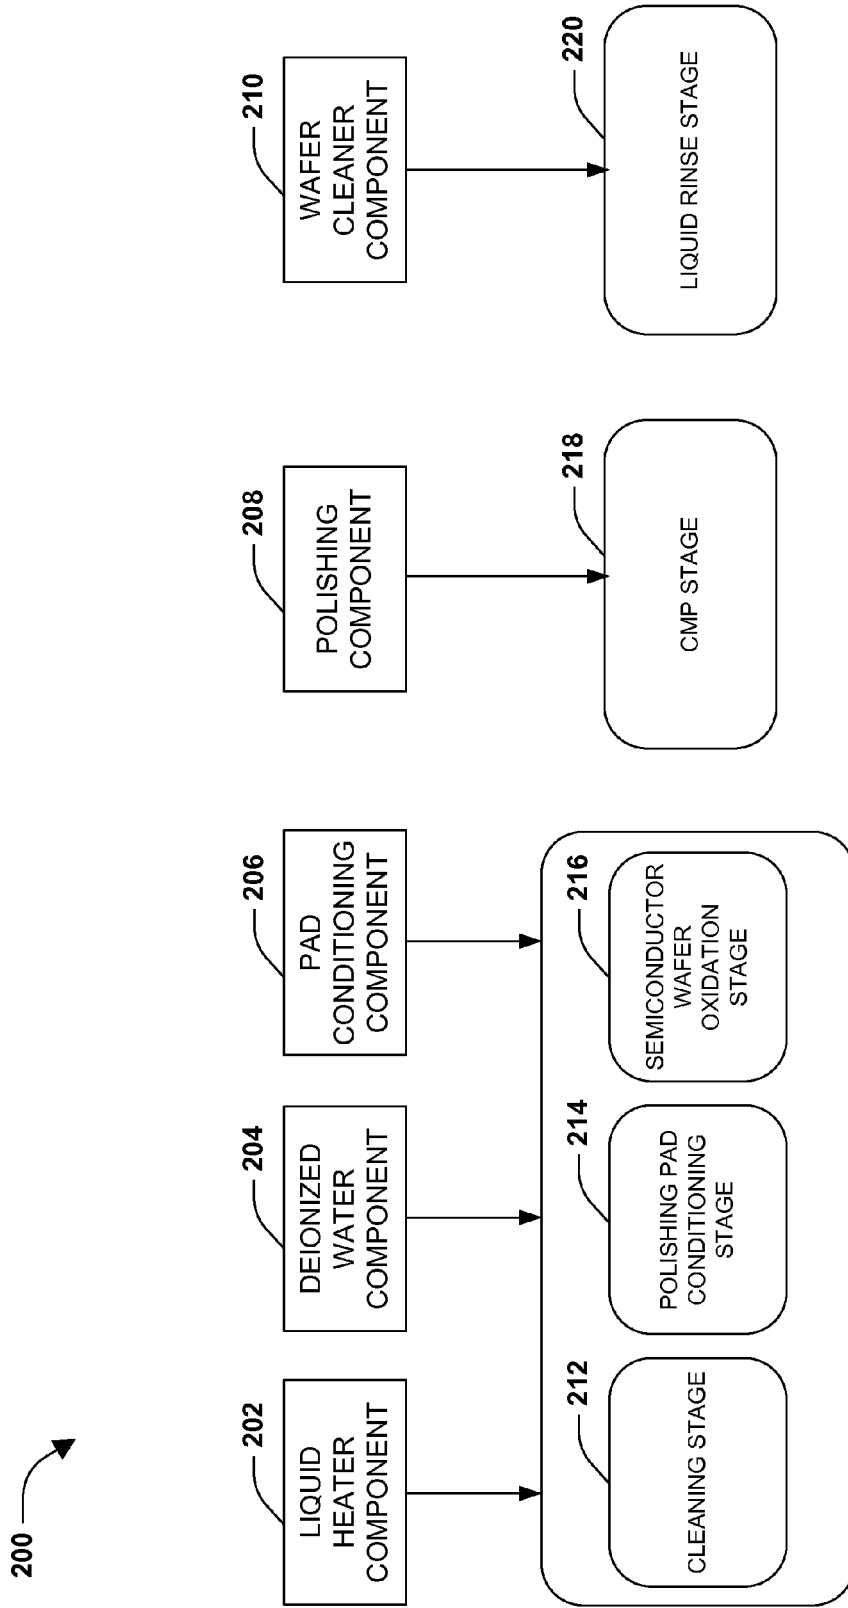 200
202
LIQUID
HEATER
COMPONENT
204
DEIONIZED
WATER
COMPONENT
206
PAD
CONDITIONING
COMPONENT
208
POLISHING
COMPONENT
210
WAFER
CLEANER
COMPONENT
212
CLEANING STAGE
214
POLISHING PAD
CONDITIONING
STAGE
216
SEMICONDUCTOR
WAFER
OXIDATION
STAGE
218
CMP STAGE
220
LIQUID RINSE STAGE